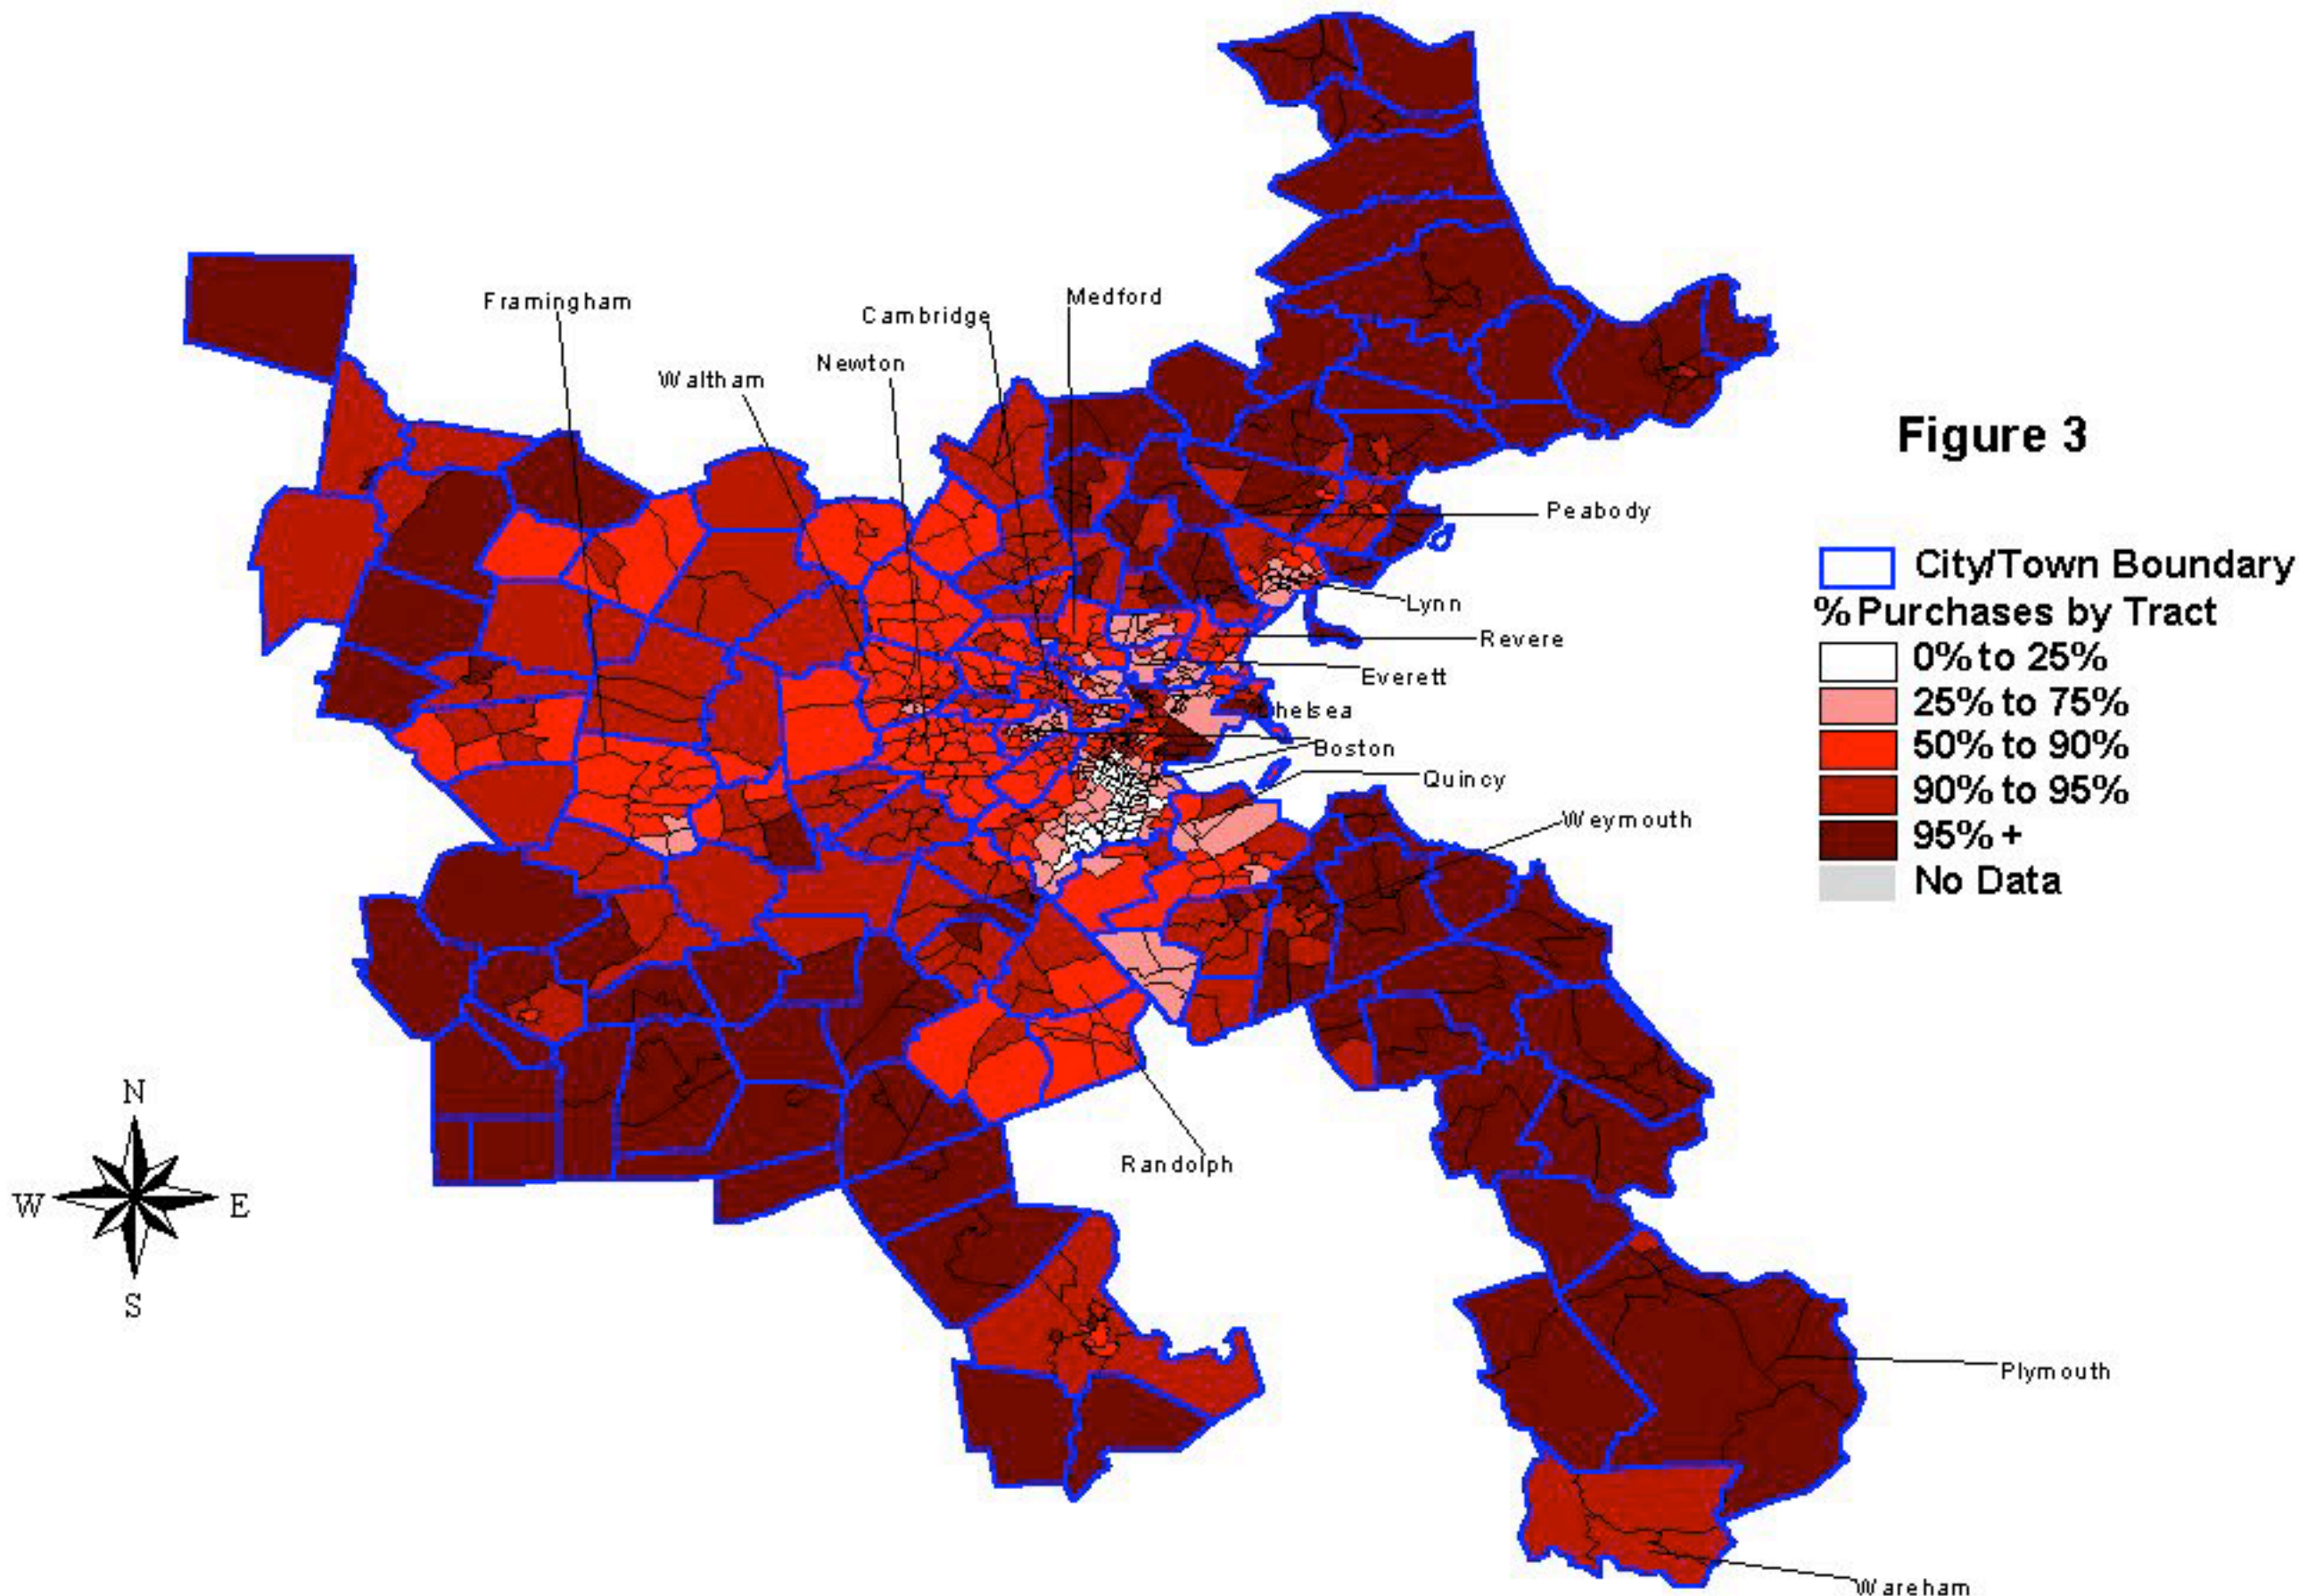 Framingham
Cambridge
Medford
Newton
Waltham
Figure 3
Peabody
City/Town Boundary
% Purchases by Tract
0% to 25%
25% to 75%
50% to 90%
90% to 95%
95% +
No Data
Lynn
Revere
Everett
helsea
Boston
Quincy
Weymouth
N
W
E
S
Randolph
Plymouth
Wareham